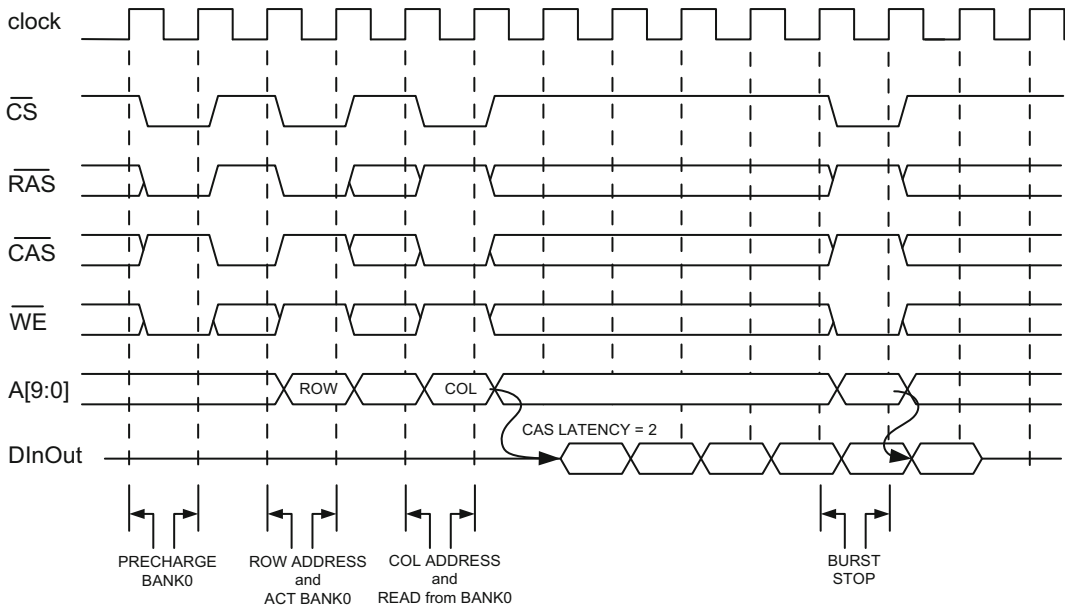 clock
CS
RAS
CAS
WE
A[9:0]
ROW
COL
CAS LATENCY = 2
DInOut
PRECHARGE
BANK0
ROW ADDRESS
and
ACT BANK0
COL ADDRESS
and
READ from BANK0
BURST
STOP